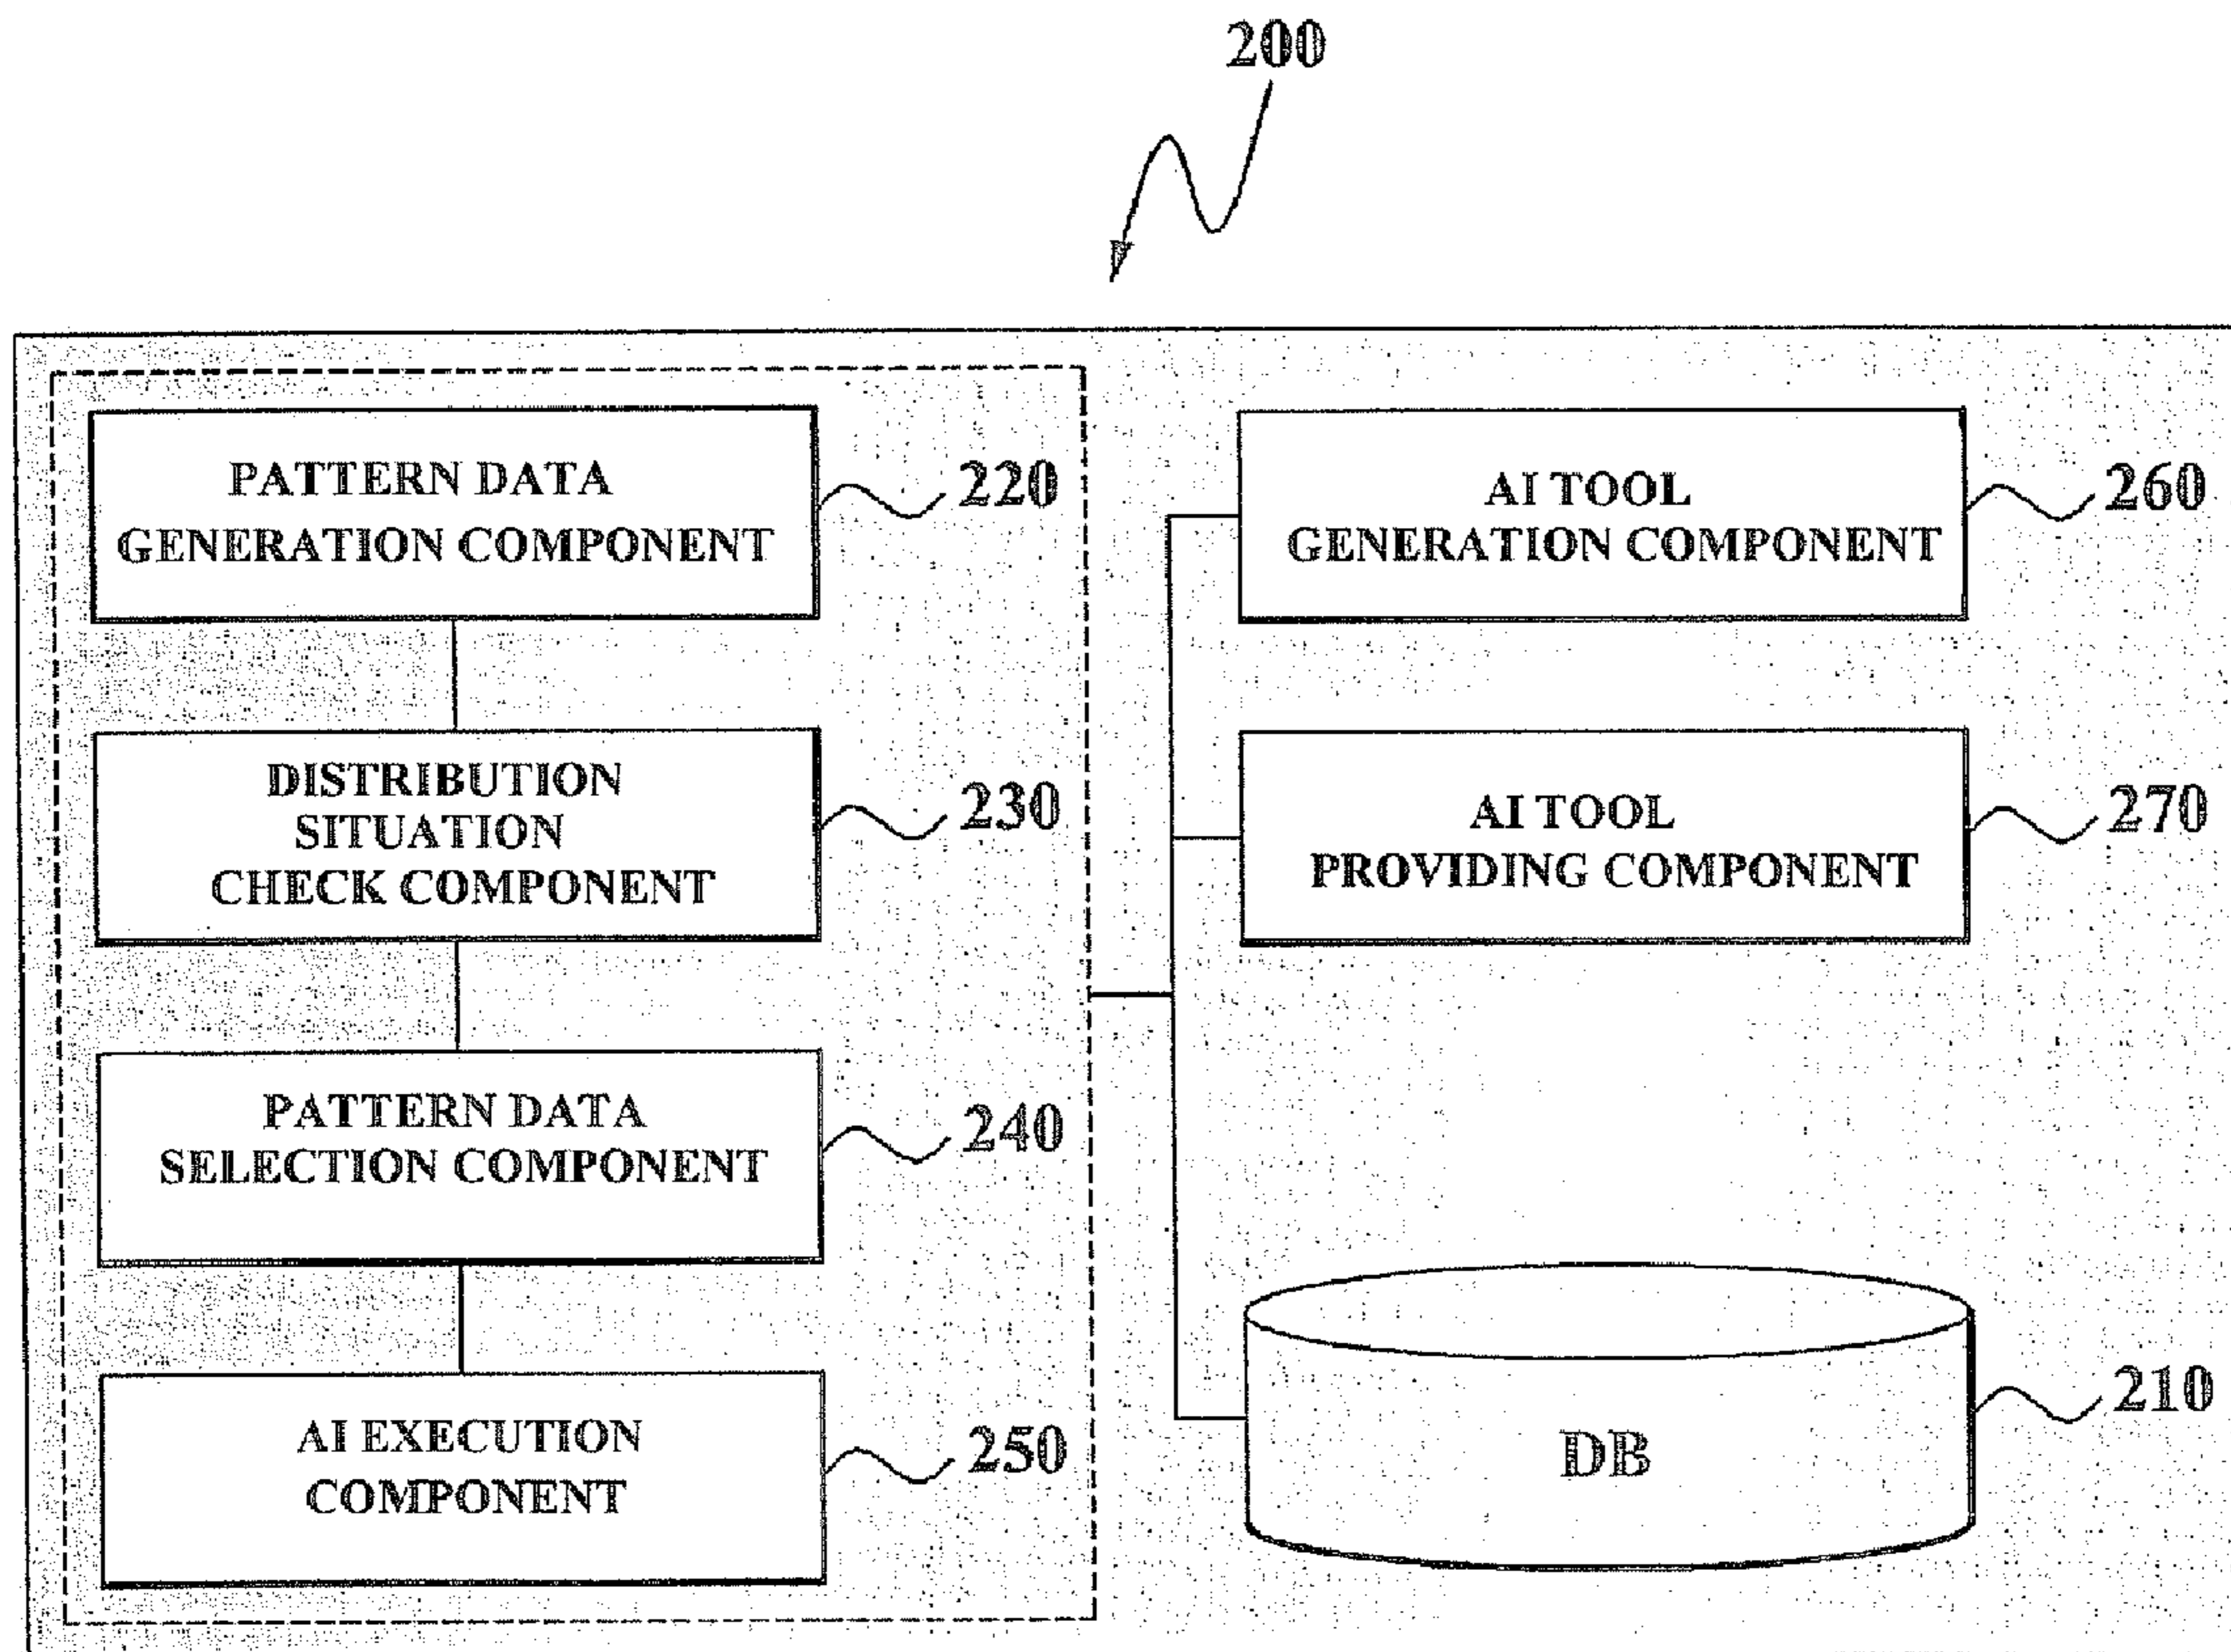 200
PATTERN DATA
GENERATION COMPONENT
220
DISTRIBUTION
SITUATION
CHECK COMPONENT
230
PATTERN DATA
SELECTION COMPONENT
240
AI EXECUTION
COMPONENT
250
AI TOOL
GENERATION COMPONENT
260
AI TOOL
PROVIDING COMPONENT
270
DB
210